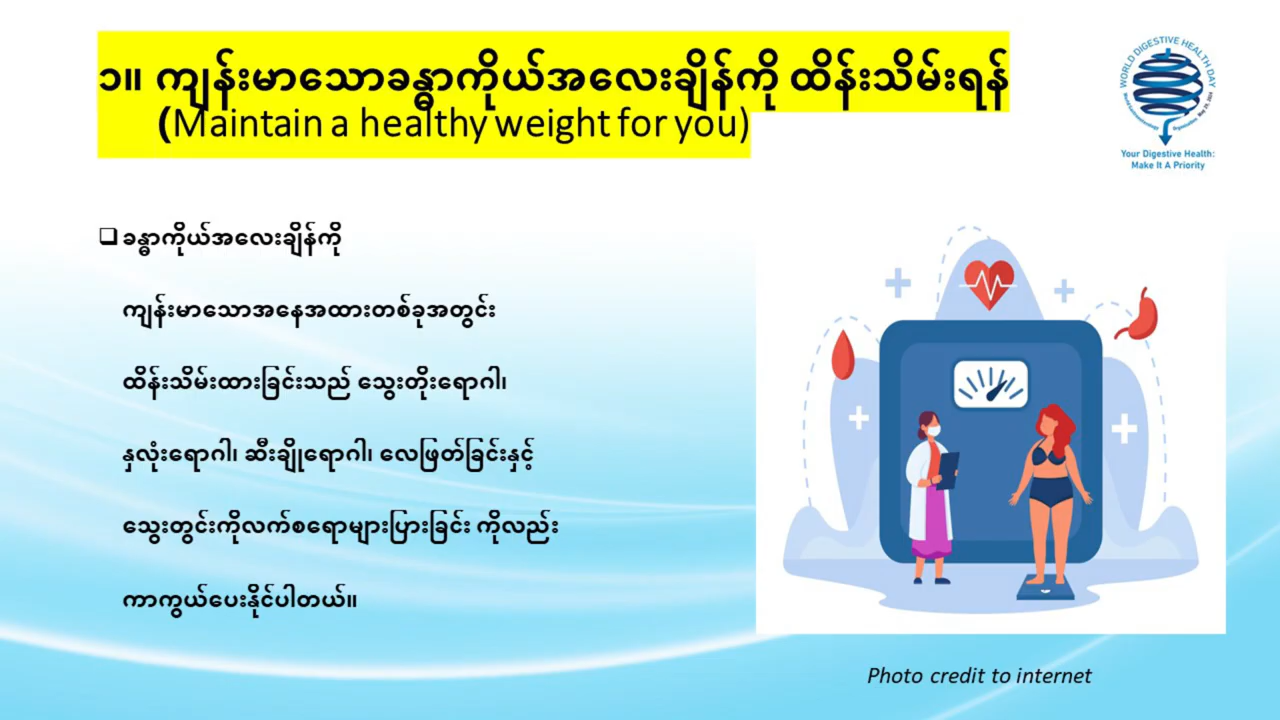 ၁။ ကျန်းမာသောခန္ဓာကိုယ်အလေးချိန်ကို ထိန်းသိမ်းရန်
(Maintain a healthy weight for you)
WORLD DIGESTIVE HEALTH DAY
World Gastroenterology Organisation May 29, 2024
Your Digestive Health:
Make It A Priority
❑ ခန္ဓာကိုယ်အလေးချိန်ကို
ကျန်းမာသောအနေအထားတစ်ခုအတွင်း
ထိန်းသိမ်းထားခြင်းသည် သွေးတိုးရောဂါ၊
နှလုံးရောဂါ၊ ဆီးချိုရောဂါ၊ လေဖြတ်ခြင်းနှင့်
သွေးတွင်းကိုလက်စရောများပြားခြင်း ကိုလည်း
ကာကွယ်ပေးနိုင်ပါတယ်။
Photo credit to internet